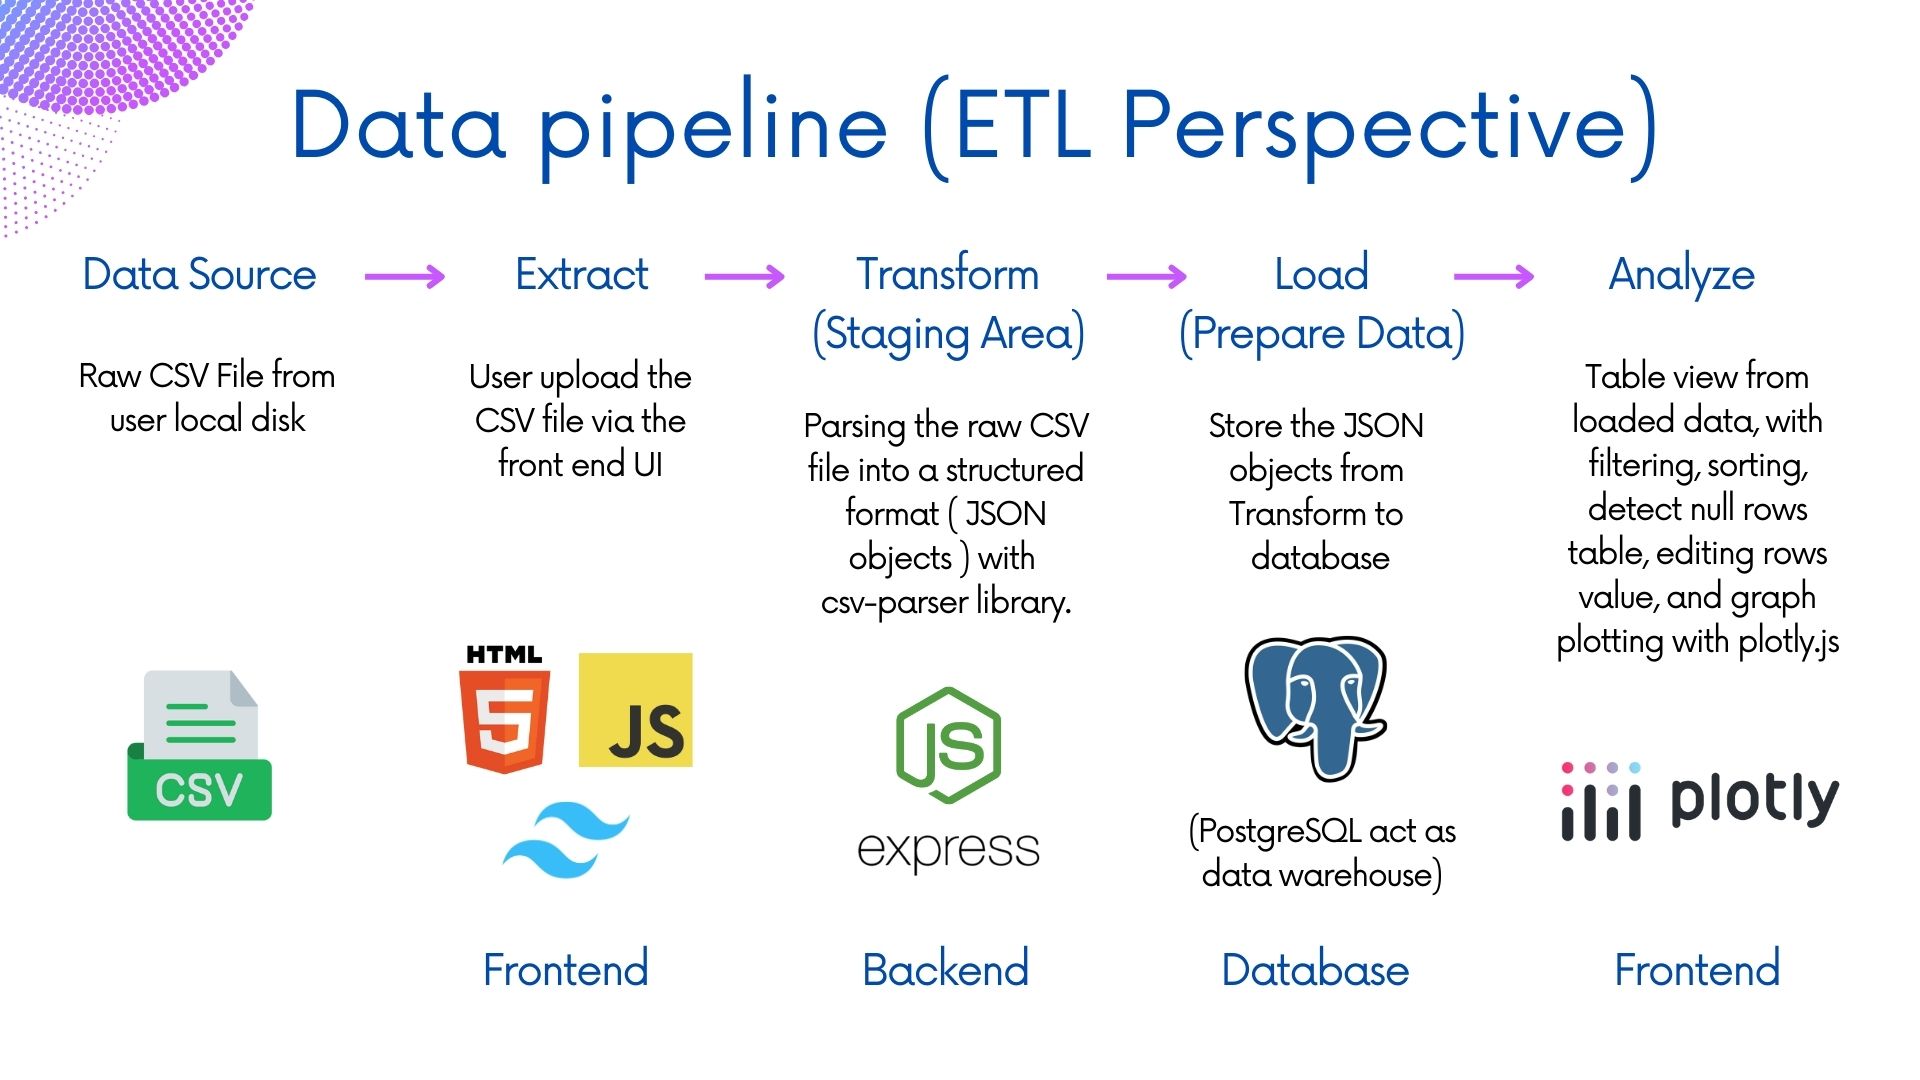 Data pipeline (ETL Perspective)
Data Source
Extract
Transform
(Staging Area)
Load
(Prepare Data)
Analyze
Raw CSV File from
user local disk
User upload the
CSV file via the
front end UI
Parsing the raw CSV
file into a structured
format ( JSON
objects ) with
csv-parser library.
Store the JSON
objects from
Transform to
database
Table view from
loaded data, with
filtering, sorting,
detect null rows
table, editing rows
value, and graph
plotting with plotly.js
CSV
HTML
5
JS
JS
express
(PostgreSQL act as
data warehouse)
plotly
Frontend
Backend
Database
Frontend